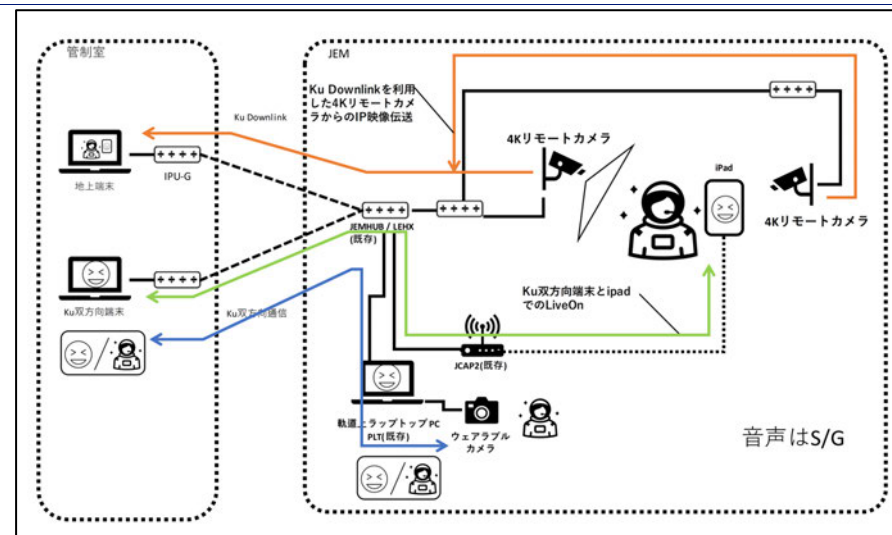 管制室
JEM
Ku Downlinkを利用
した4Kリモートカメ
ラからのIP映像伝送
Ku Downlink
4Kリモートカメラ
iPad
地上端末
IPU-G
4Kリモートカメラ
JEMHUB / LEHX
(既存)
Ku双方向端末
Ku双方向通信
Ku双方向端末とipad
でのLiveOn
JCAP2(既存)
軌道上ラップトップPC
PLT(既存)
ウェアラブル
カメラ
音声はS/G